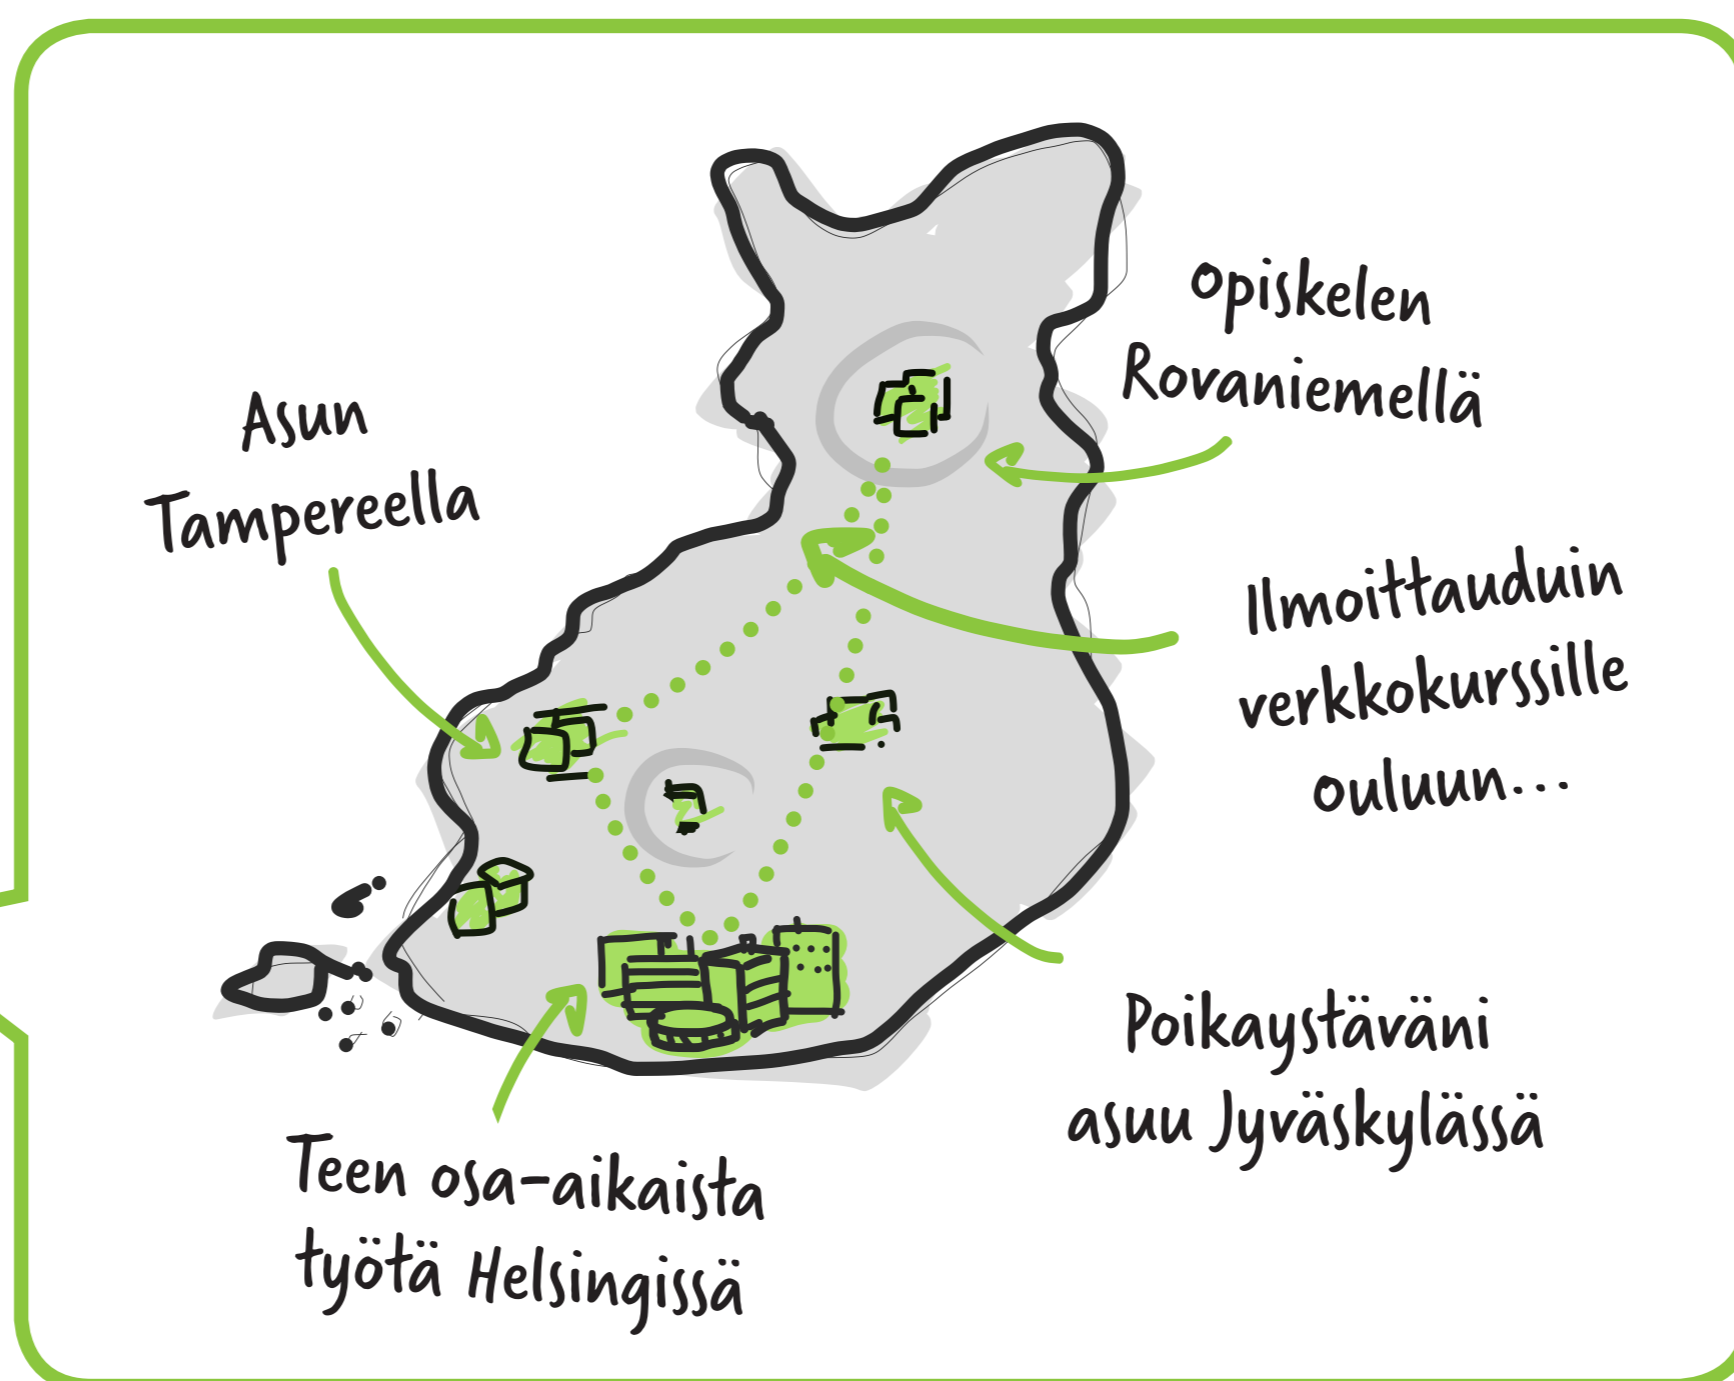 Asun
Tampereella
Opiskelen
Rovaniemellä
Ilmoittauduin
verkkokurssille
ouluun...
Poikaystäväni
asuu Jyväskylässä
Teen osa-aikaista
työtä Helsingissä